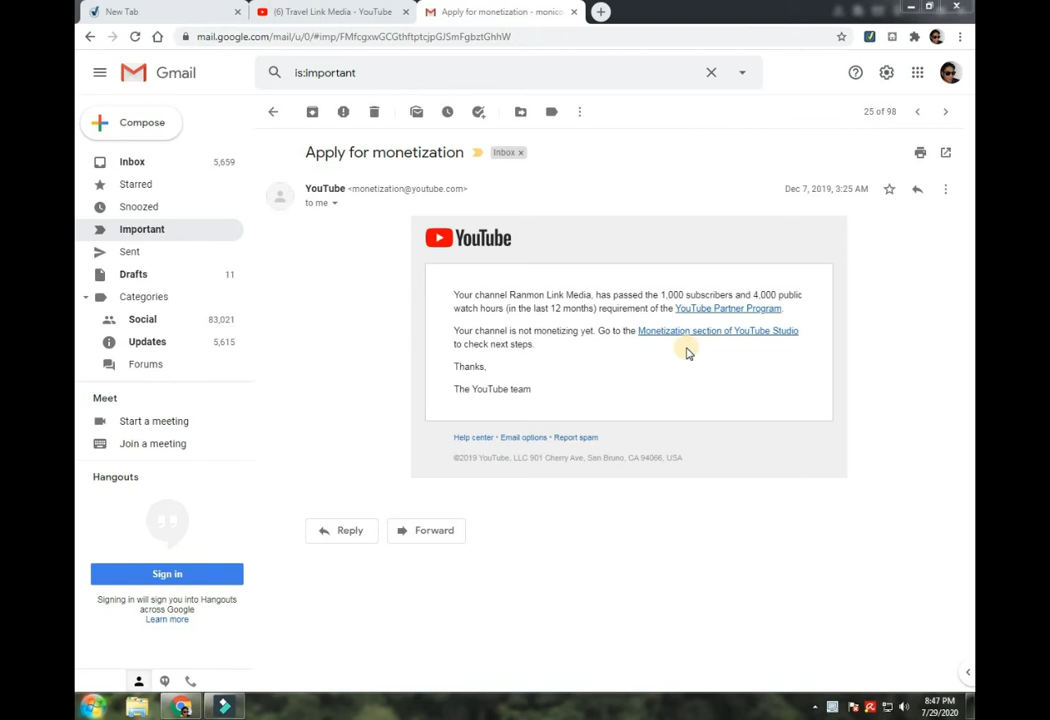 New Tab
(6) Travel Link Media - YouTube
Apply for monetization - monico
mail.google.com/mail/u/0/#imp/FMfcgxwGCGthftptcjpGJSmFgbztGhhW
Gmail
is:important
Compose
25 of 98
Apply for monetization
Inbox x
Inbox 5,659
Starred
Snoozed
Important
Sent
Drafts 11
Categories
Social 83,021
Updates 5,615
Forums
YouTube <monetization@youtube.com>
Dec 7, 2019, 3:25 AM
to me
YouTube
Your channel Ranmon Link Media, has passed the 1,000 subscribers and 4,000 public
watch hours (in the last 12 months) requirement of the YouTube Partner Program.
Your channel is not monetizing yet. Go to the Monetization section of YouTube Studio
to check next steps.
Thanks,
The YouTube team
Help center • Email options • Report spam
©2019 YouTube, LLC 901 Cherry Ave, San Bruno, CA 94066, USA
Reply
Forward
Meet
Start a meeting
Join a meeting
Hangouts
Sign in
Signing in will sign you into Hangouts
across Google
Learn more
8:47 PM
7/29/2020